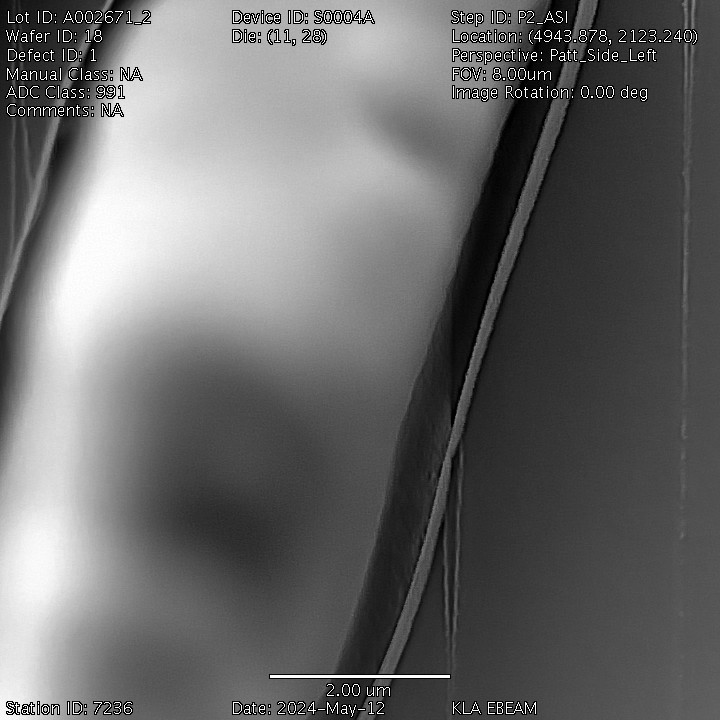 Lot ID: A002671_2
Wafer ID: 18
Defect ID: 1
Manual Class: NA
ADC Class: 991
Comments: NA
Device ID: S0004A
Die: (11, 28)
Step ID: P2_ASI
Location: (4943.878, 2123.240)
Perspective: Patt_Side_Left
FOV: 8.00um
Image Rotation: 0.00 deg
2.00 um
Station ID: 7236
Date: 2024-May-12
KLA EBEAM